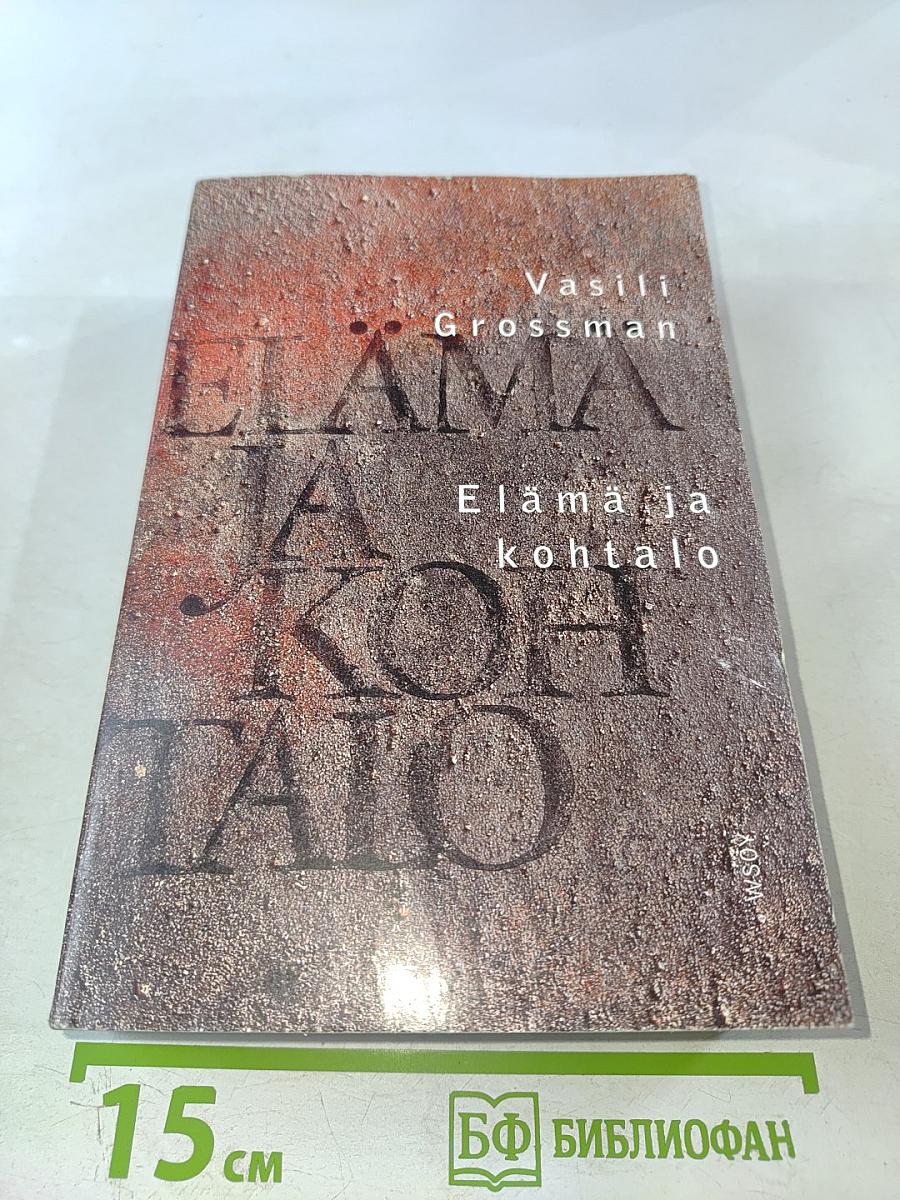 Vasili
Grossman
ELÄMÄ
JA
KOH
TALO
Elämä ja
kohtalo
WSOY
15 см
БФ БИБЛИОФАН